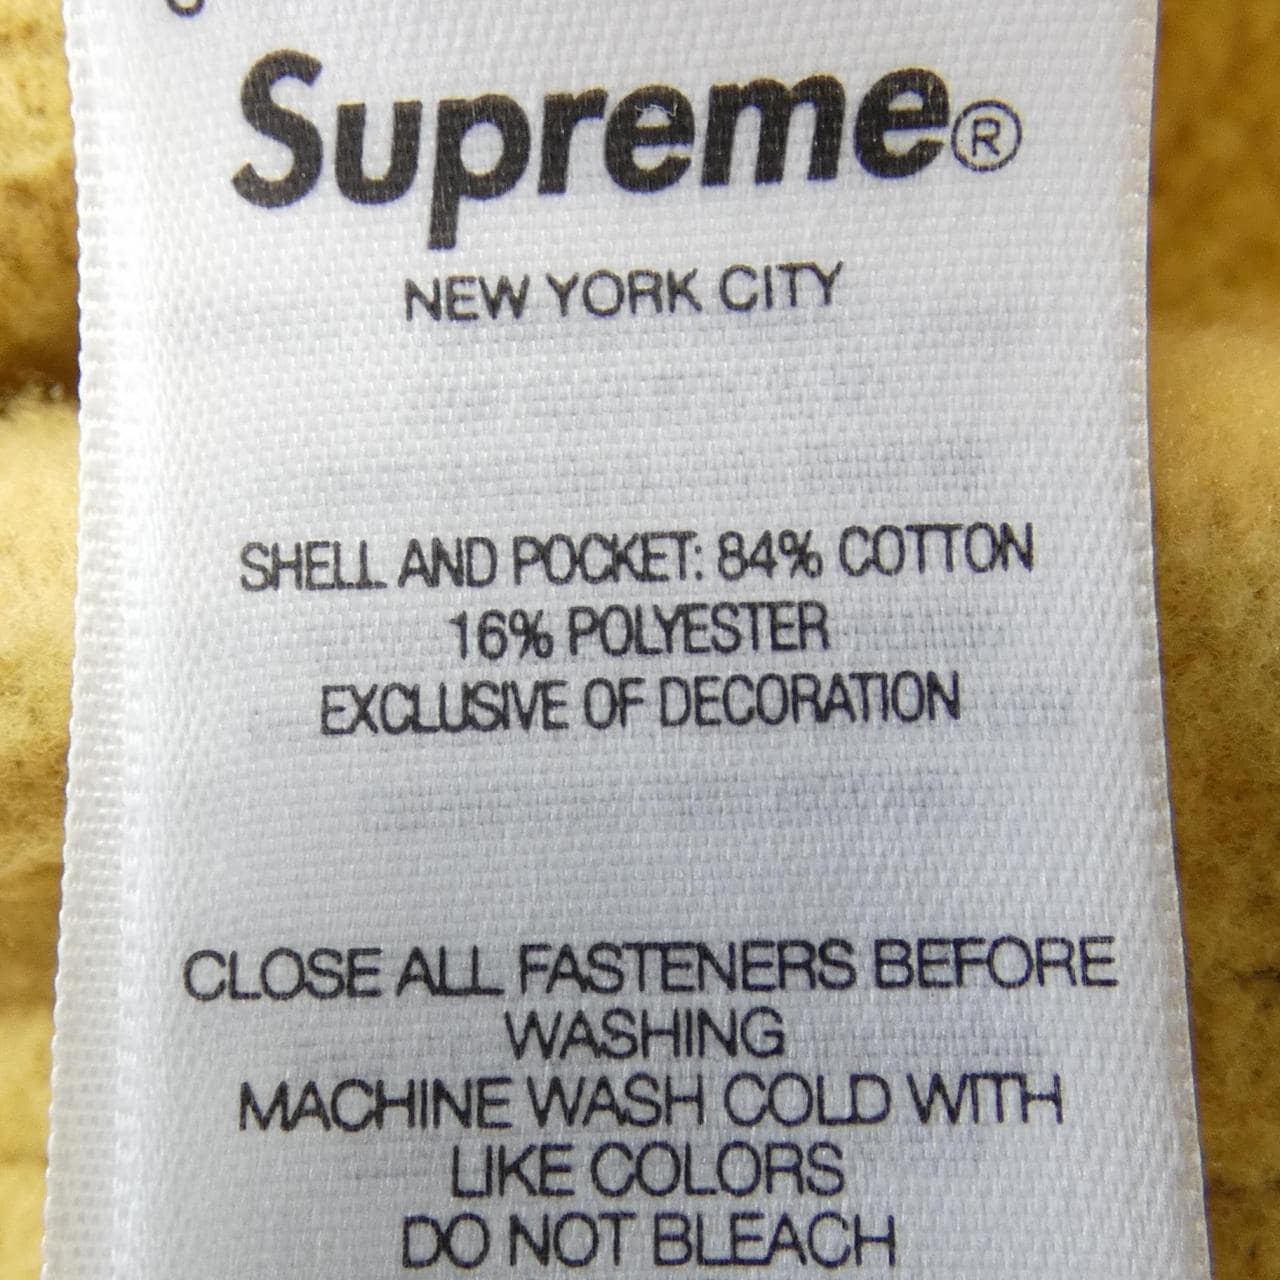 Supreme®
NEW YORK CITY
SHELL AND POCKET: 84% COTTON
16% POLYESTER
EXCLUSIVE OF DECORATION
CLOSE ALL FASTENERS BEFORE
WASHING
MACHINE WASH COLD WITH
LIKE COLORS
DO NOT BLEACH